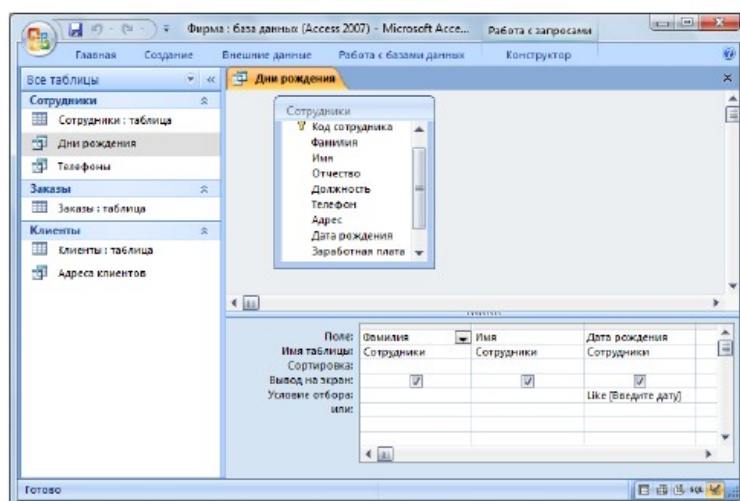 Фирма : база данных (Access 2007) - Microsoft Acce...
Работа с запросами
Главная Создание Внешние данные Работа с базами данных Конструктор
Все таблицы
Дни рождения
Сотрудники
Сотрудники : таблица
Дни рождения
Телефоны
Заказы
Заказы : таблица
Клиенты
Клиенты : таблица
Адреса клиентов
Сотрудники
Код сотрудника
Фамилия
Имя
Отчество
Должность
Телефон
Адрес
Дата рождения
Заработная плата
Поле: Фамилия Имя Дата рождения
Имя таблицы: Сотрудники Сотрудники Сотрудники
Сортировка:
Вывод на экран:
Условие отбора: Like [Введите дату]
или:
Готово
SQL